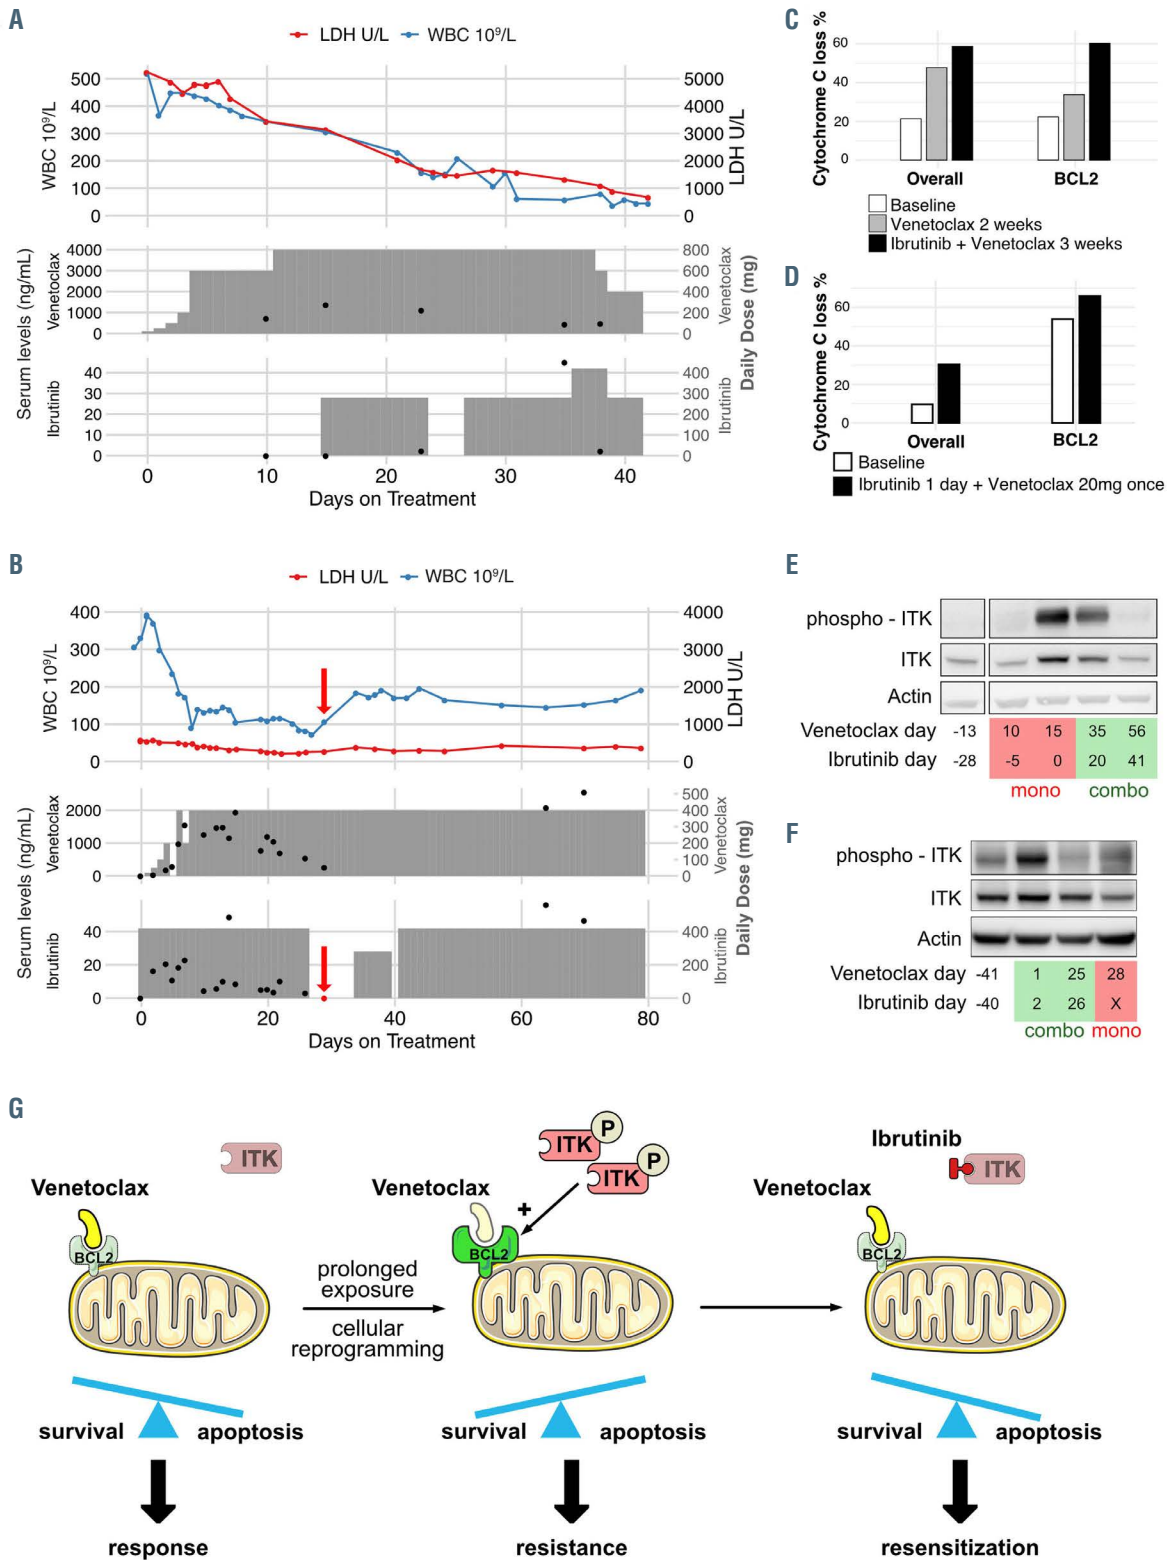 A
LDH U/L WBC 10⁹/L
WBC 10⁹/L
500
400
300
200
100
0
5000
4000
3000
2000
1000
0
LDH U/L
Serum levels (ng/mL)
Venetoclax
4000
3000
2000
1000
0
800
600
400
200
0
Venetoclax
Daily Dose (mg)
Ibrutinib
40
30
20
10
0
400
300
200
100
0
Ibrutinib
0 10 20 30 40
Days on Treatment
B
LDH U/L WBC 10⁹/L
WBC 10⁹/L
400
300
200
100
0
4000
3000
2000
1000
0
LDH U/L
Serum levels (ng/mL)
Venetoclax
2000
1000
0
500
400
300
200
100
0
Venetoclax
Daily Dose (mg)
Ibrutinib
40
20
0
400
200
0
Ibrutinib
0 20 40 60 80
Days on Treatment
C
Cytochrome C loss %
60
40
20
0
Overall BCL2
Baseline
Venetoclax 2 weeks
Ibrutinib + Venetoclax 3 weeks
D
Cytochrome C loss %
60
40
20
0
Overall BCL2
Baseline
Ibrutinib 1 day + Venetoclax 20mg once
E
phospho - ITK
ITK
Actin
Venetoclax day -13 10 15 35 56
Ibrutinib day -28 -5 0 20 41
mono combo
F
phospho - ITK
ITK
Actin
Venetoclax day -41 1 25 28
Ibrutinib day -40 2 26 X
combo mono
G
ITK
Venetoclax
BCL2
survival apoptosis
response
prolonged
exposure
cellular
reprogramming
ITK P
ITK P
Venetoclax
+
BCL2
survival apoptosis
resistance
Ibrutinib
ITK
Venetoclax
BCL2
survival apoptosis
resensitization